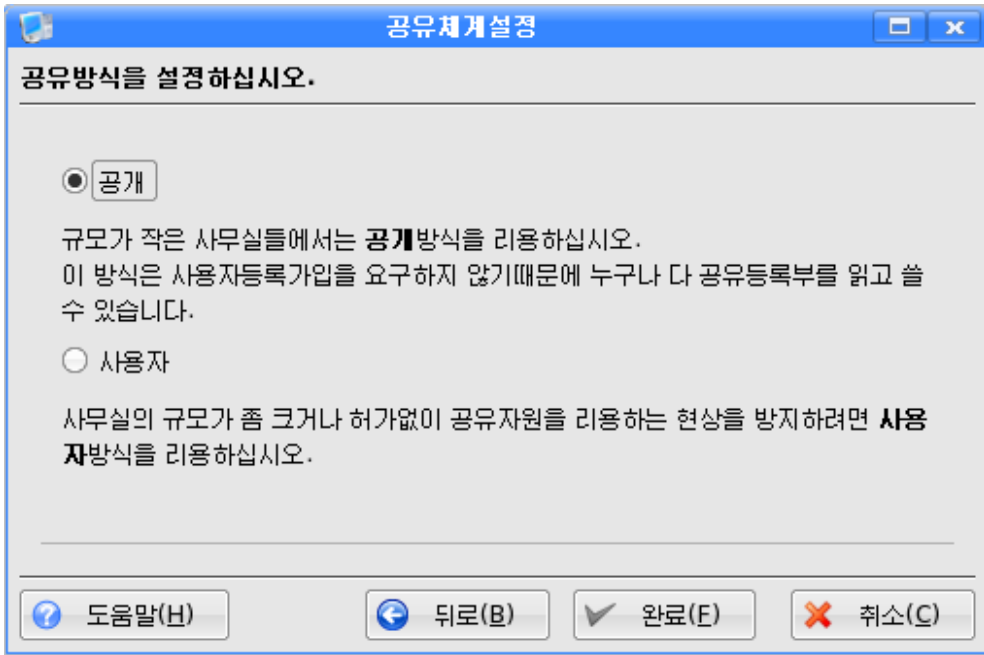 공유체계설정
공유방식을 설정하십시오.
공개
규모가 작은 사무실들에서는 공개방식을 리용하십시오.
이 방식은 사용자등록가입을 요구하지 않기때문에 누구나 다 공유등록부를 읽고 쓸
수 있습니다.
사용자
사무실의 규모가 좀 크거나 허가없이 공유자원을 리용하는 현상을 방지하려면 사용
자방식을 리용하십시오.
도움말(H) 뒤로(B) 완료(F) 취소(C)